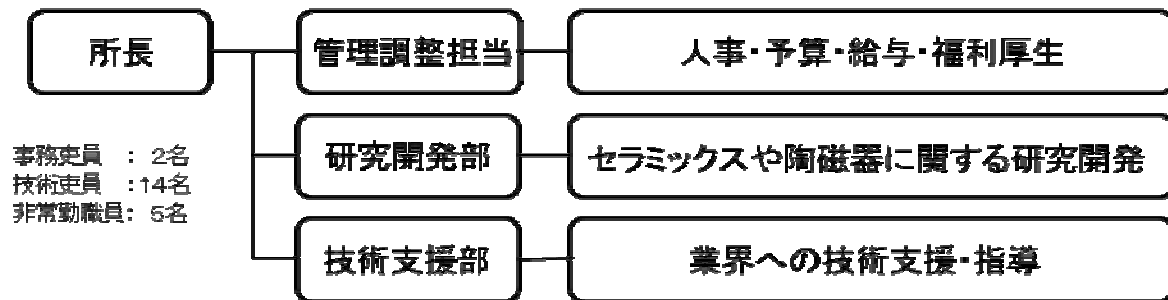 所長
管理調整担当
人事・予算・給与・福利厚生
研究開発部
セラミックスや陶磁器に関する研究開発
技術支援部
業界への技術支援・指導
事務吏員 : 2名
技術吏員 :14名
非常勤職員: 5名